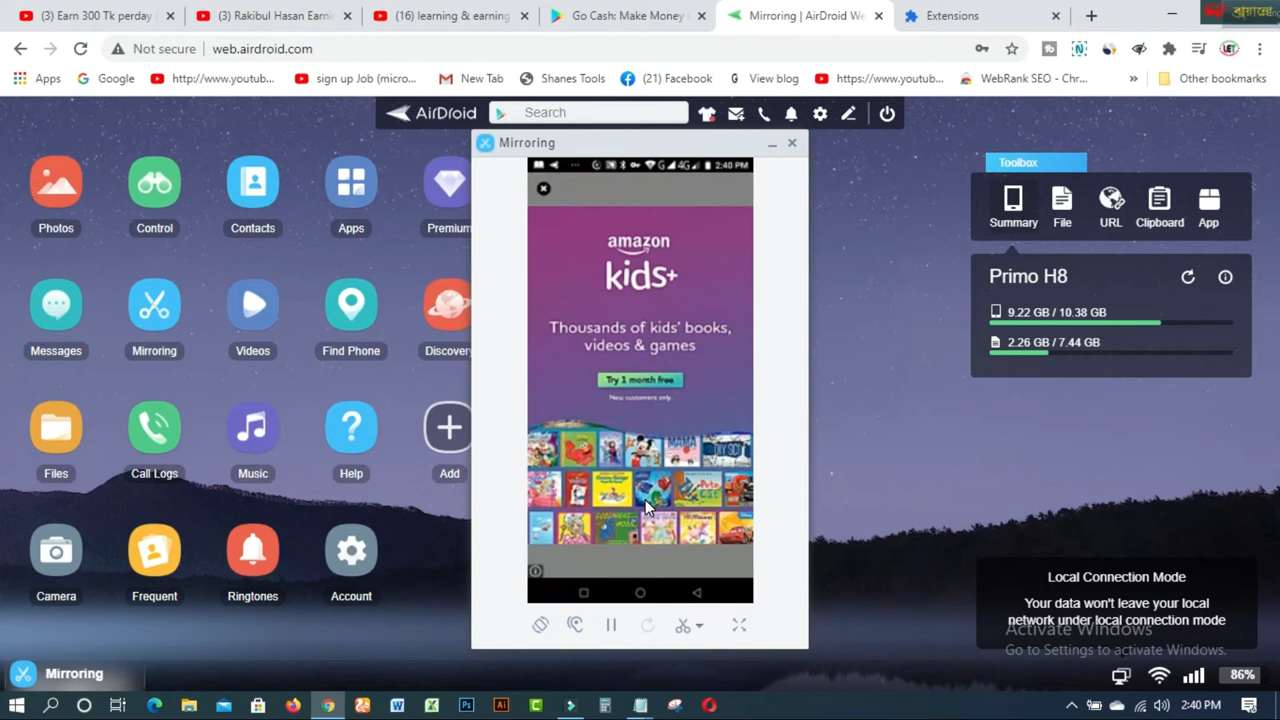 (3) Earn 300 Tk perday
(3) Rakibul Hasan Earni
(16) learning & earning
Go Cash: Make Money
Mirroring | AirDroid We
Extensions
Not secure
web.airdroid.com
Apps
Google
http://www.youtub...
sign up Job (micro...
New Tab
Shanes Tools
(21) Facebook
View blog
https://www.youtub...
WebRank SEO - Chr...
Other bookmarks
AirDroid
Search
Mirroring
2:40 PM
amazon
kids+
Thousands of kids' books,
videos & games
Try 1 month free
New customers only.
Photos
Control
Contacts
Apps
Premium
Messages
Mirroring
Videos
Find Phone
Discover
Files
Call Logs
Music
Help
Add
Camera
Frequent
Ringtones
Account
Toolbox
Summary
File
URL
Clipboard
App
Primo H8
9.22 GB / 10.38 GB
2.26 GB / 7.44 GB
Local Connection Mode
Your data won't leave your local
network under local connection mode
Activate Windows
Go to Settings to activate Windows.
Mirroring
86%
2:40 PM